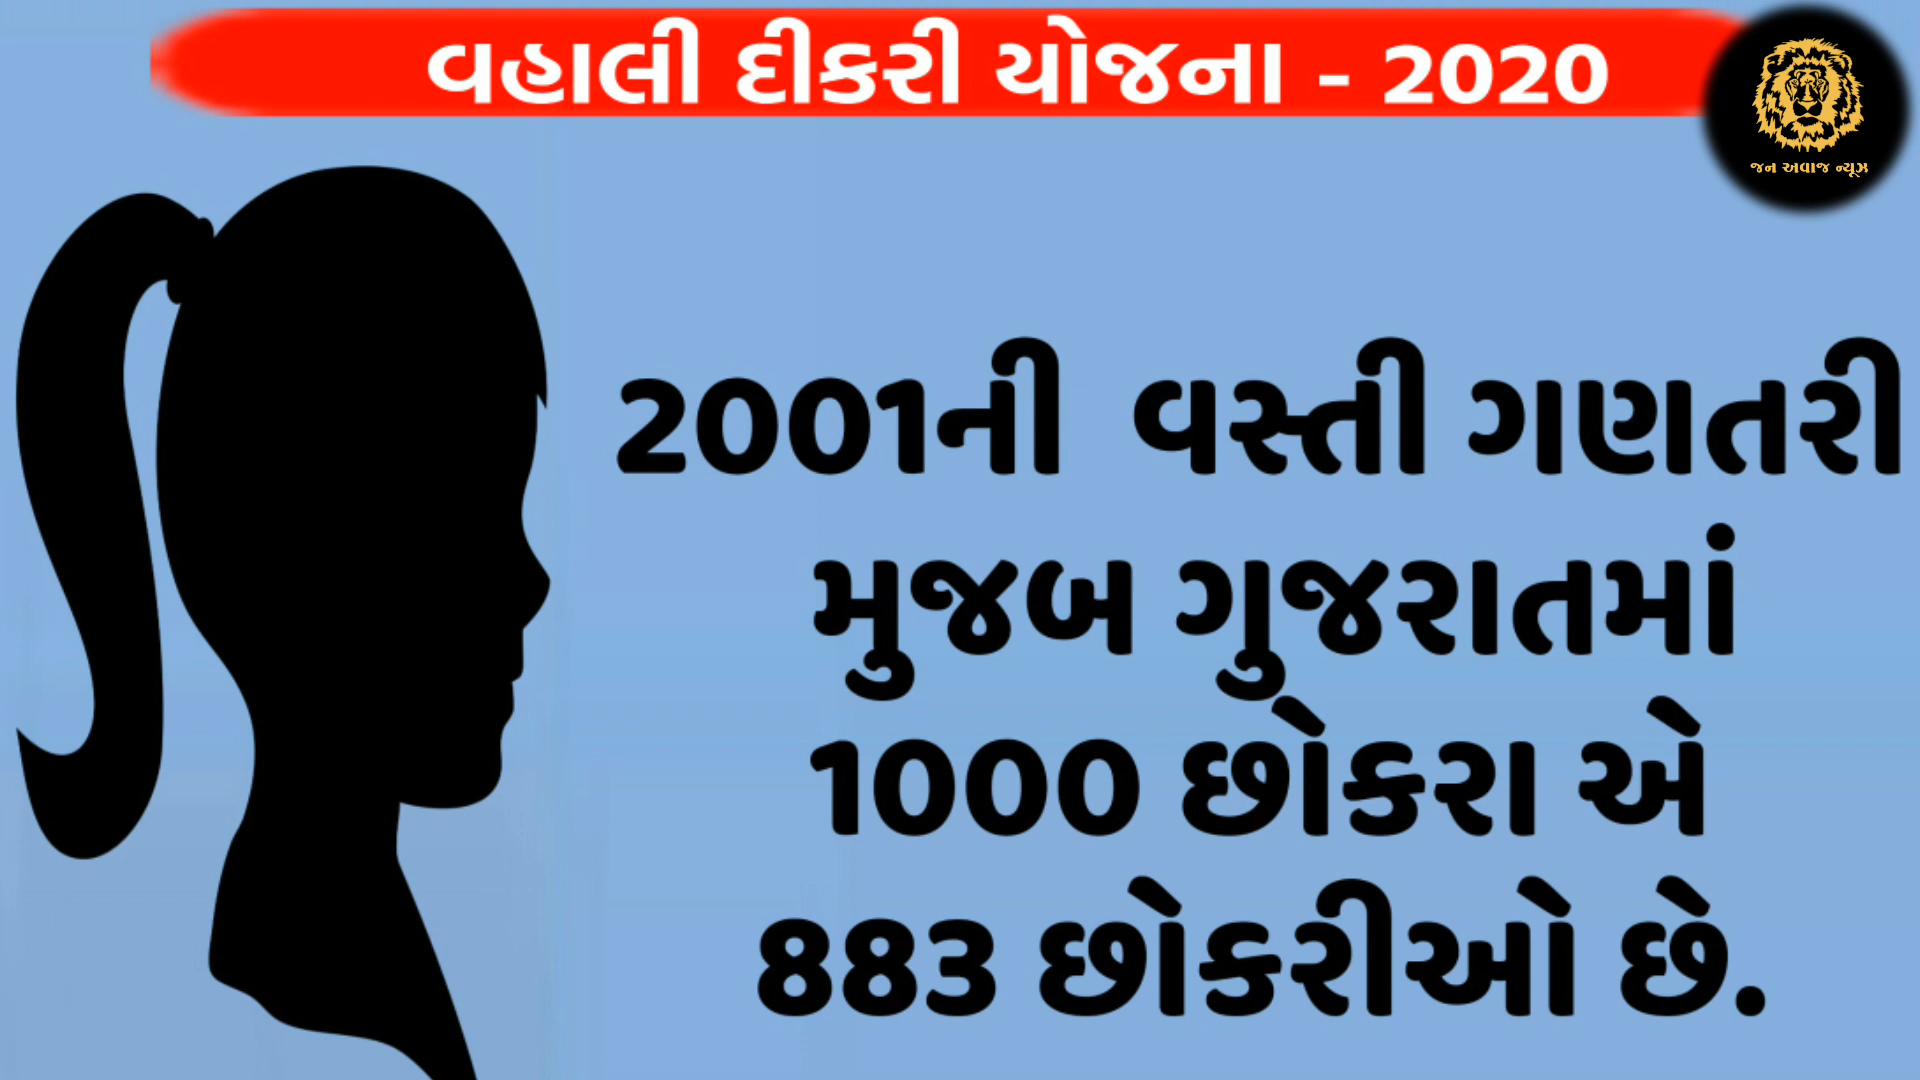 વહાલી દીકરી યોજના - 2020
જન અવાજ ન્યૂઝ
2001ની વસ્તી ગણતરી
મુજબ ગુજરાતમાં
1000 છોકરા એ
883 છોકરીઓ છે.